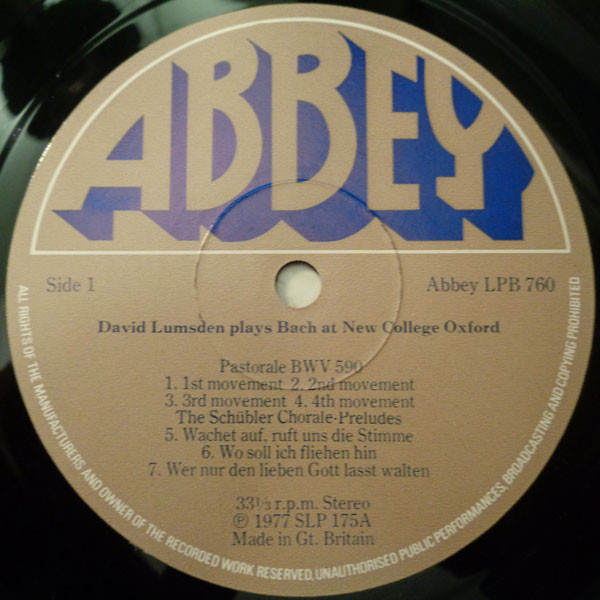 ABBEY
Side 1
Abbey LPB 760
David Lumsden plays Bach at New College Oxford
Pastorale BWV 590
1. 1st movement 2. 2nd movement
3. 3rd movement 4. 4th movement
The Schübler Chorale-Preludes
5. Wachet auf, ruft uns die Stimme
6. Wo soll ich fliehen hin
7. Wer nur den lieben Gott lasst walten
33⅓ r.p.m. Stereo
℗ 1977 SLP 175A
Made in Gt. Britain
ALL RIGHTS OF THE MANUFACTURERS AND OWNER OF THE RECORDED WORK RESERVED, UNAUTHORISED PUBLIC PERFORMANCES, BROADCASTING AND COPYING PROHIBITED